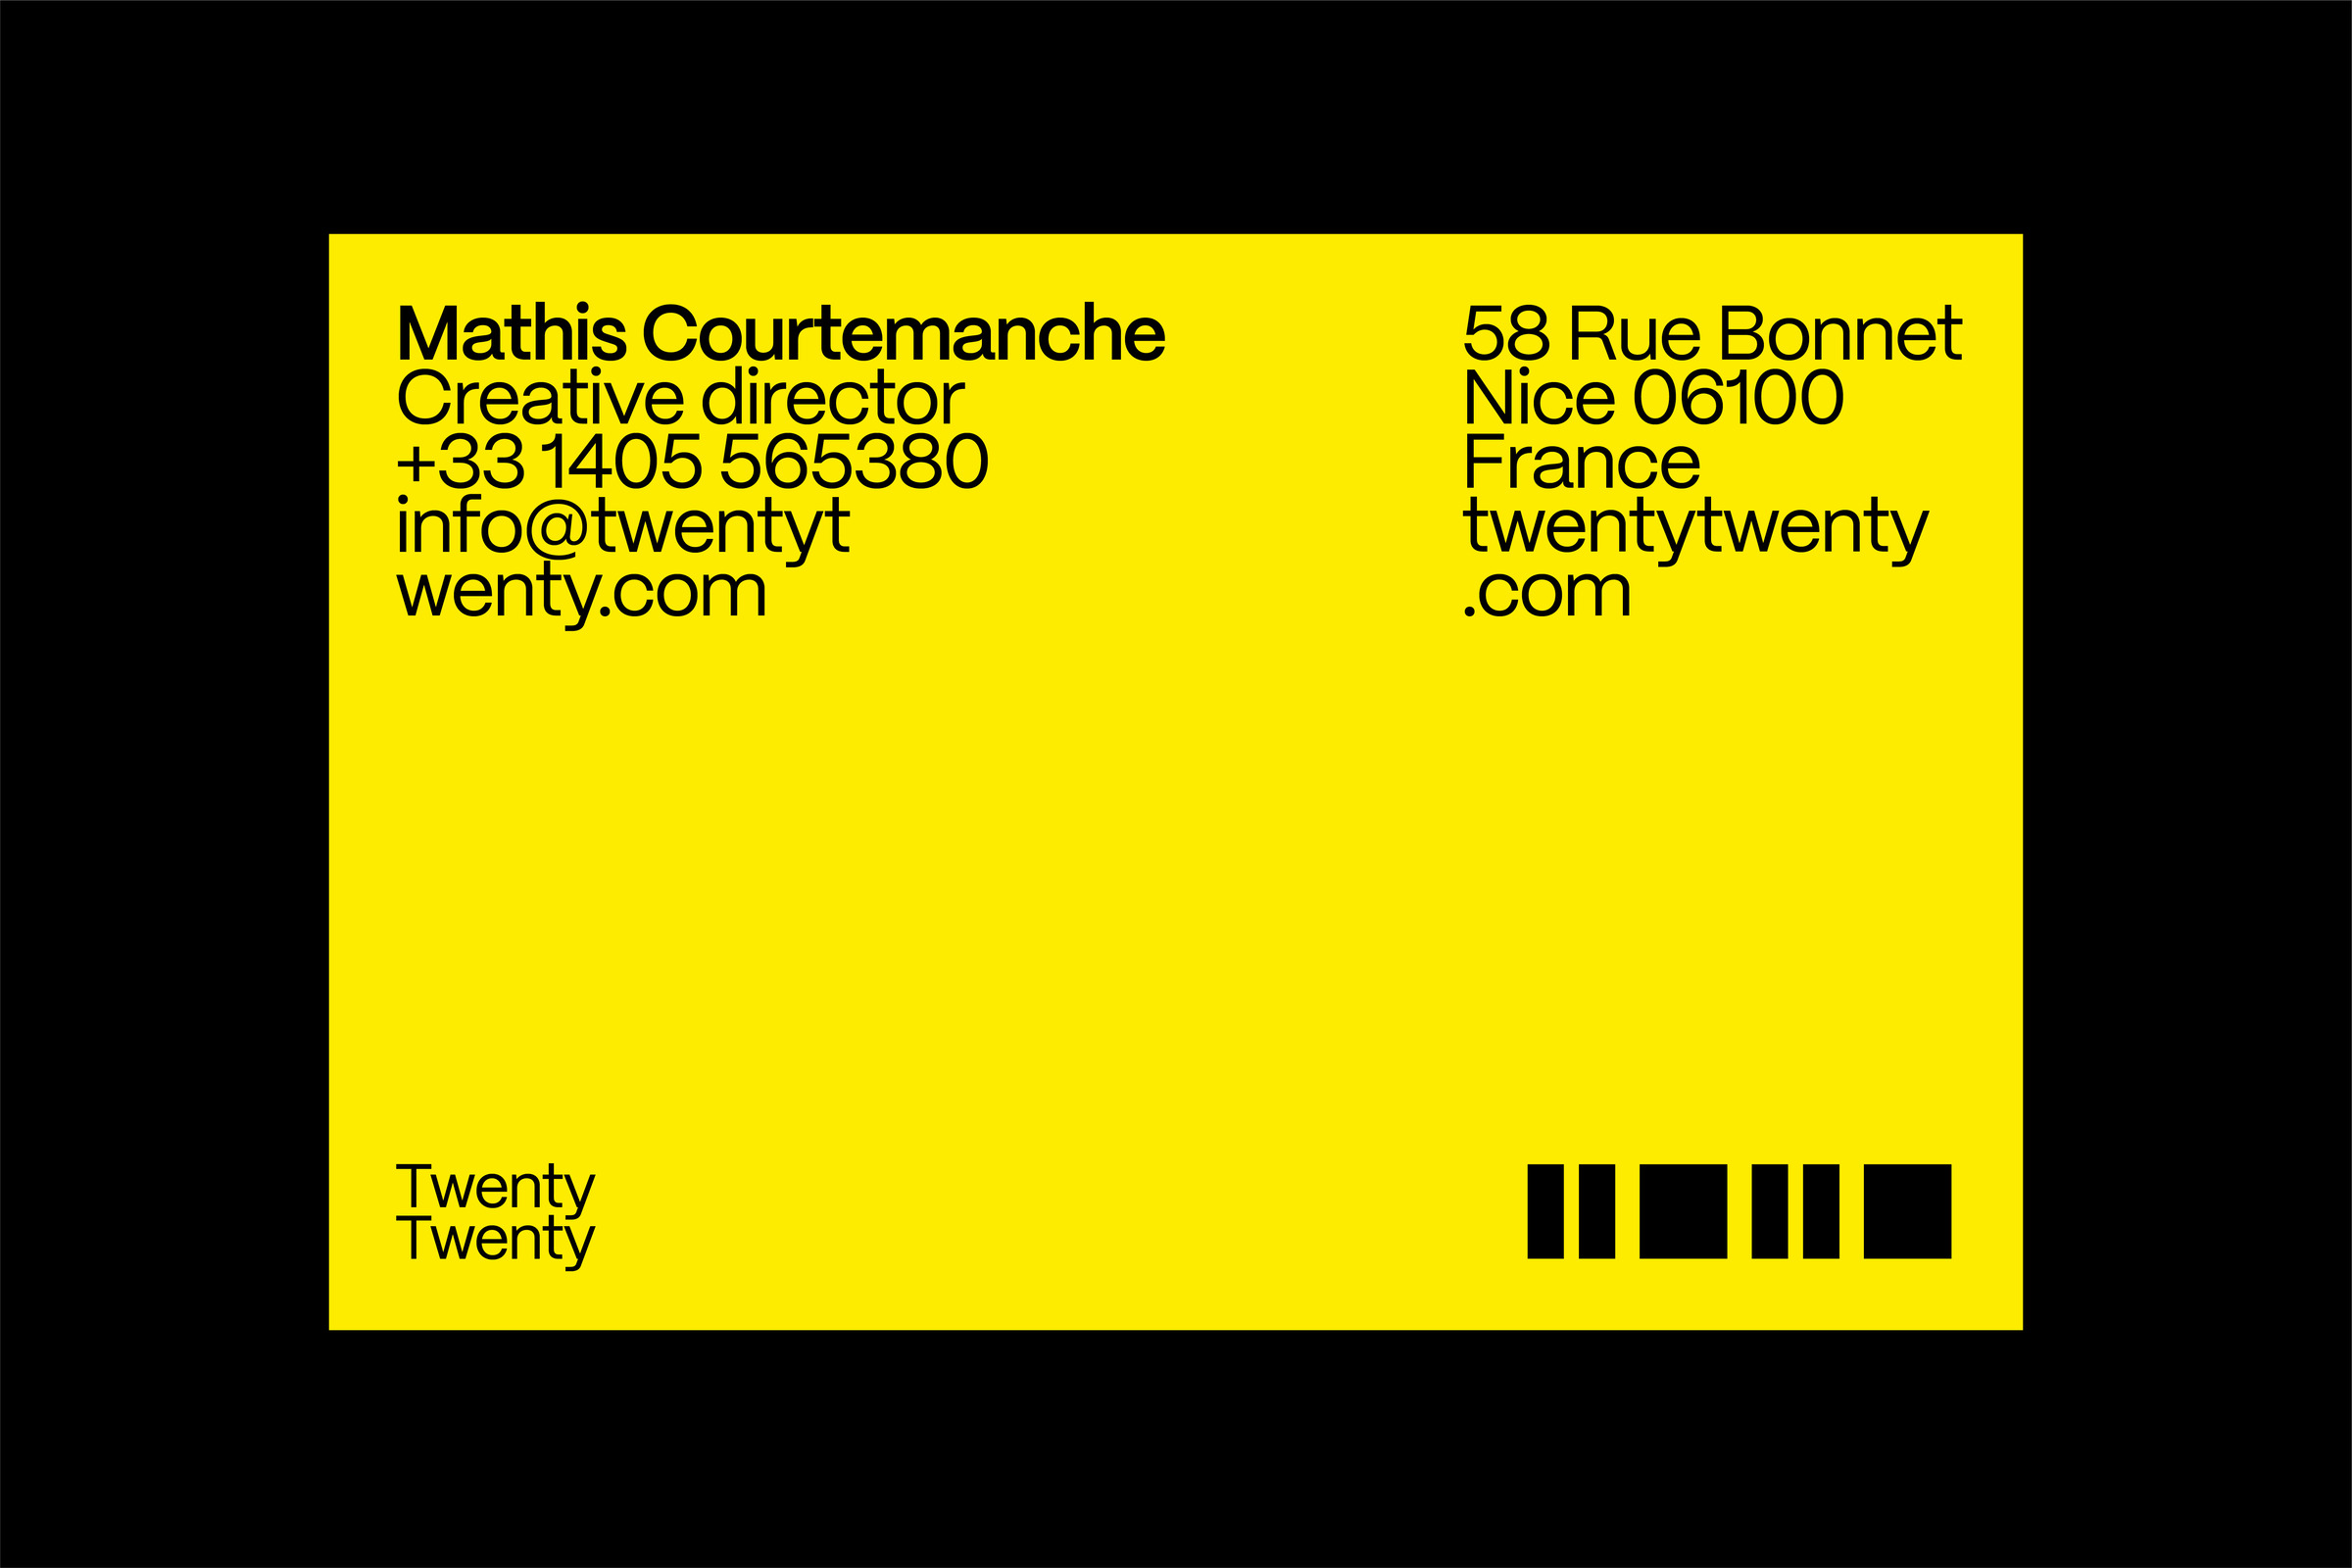 Mathis Courtemanche
Creative director
+33 1405 565380
info@twentyt
wenty.com
58 Rue Bonnet
Nice 06100
France
twentytwenty
.com
Twenty
Twenty